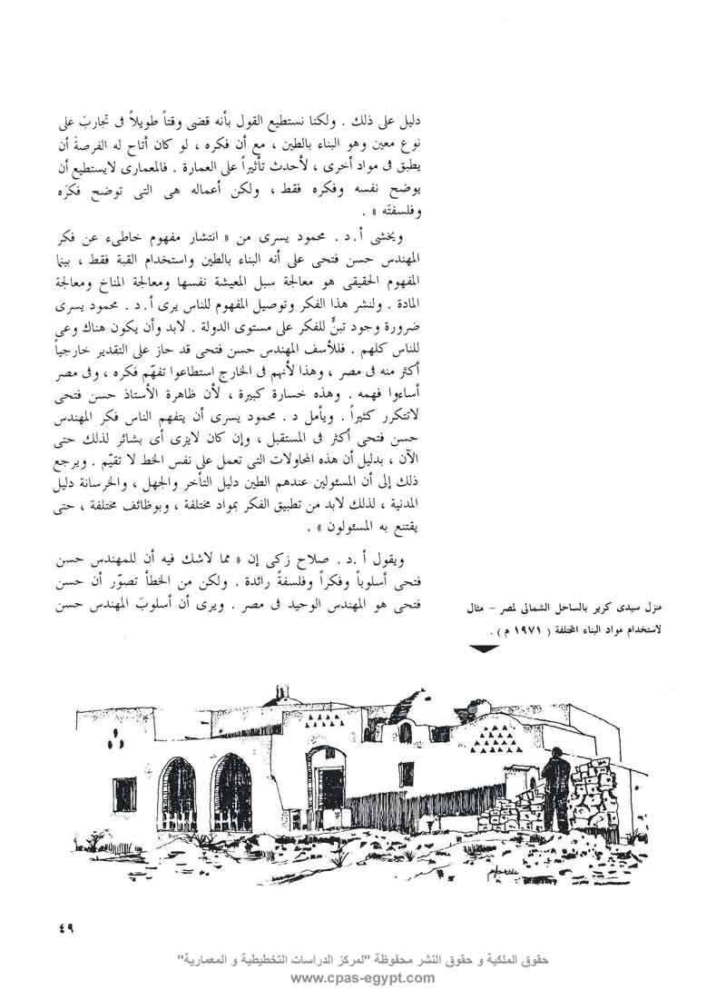 دليل على ذلك . ولكنا نستطيع القول بأنه قضى وقتاً طويلاً فى تجاربَ على
نوع معين وهو البناء بالطين ، مع أن فكره ، لو كان أتاح له الفرصةَ أن
يطبق فى مواد أخرى ، لأحدث تأثيراً على العمارة . فالمعمارى لايستطيع أن
يوضح نفسه وفكره فقط ، ولكن أعماله هى التى توضح فكرَه
وفلسفتَه » .
ويخشى أ.د. محمود يسرى من « انتشار مفهوم خاطىء عن فكر
المهندس حسن فتحى على أنه البناء بالطين واستخدام القبة فقط ، بينما
المفهوم الحقيقى هو معالجة سبل المعيشة نفسها ومعالجة المناخ ومعالجة
المادة . ولنشر هذا الفكر وتوصيل المفهوم للناس يرى أ.د. محمود يسرى
ضرورة وجود تبنٍّ للفكر على مستوى الدولة . لابد وأن يكون هناك وعى
للناس كلهم . فللأسف المهندس حسن فتحى قد حاز على التقدير خارجياً
أكثر منه فى مصر ، وهذا لأنهم فى الخارج استطاعوا تفهّم فكره ، وفى مصر
أساءوا فهمه . وهذه خسارة كبيرة ، لأن ظاهرة الأستاذ حسن فتحى
لاتتكرر كثيراً . ويأمل د . محمود يسرى أن يتفهم الناس فكر المهندس
حسن فتحى أكثر فى المستقبل ، وإن كان لايرى أى بشائر لذلك حتى
الآن ، بدليل أن هذه المحاولات التى تعمل على نفس الخط لا تقيّم . ويرجع
ذلك إلى أن المسئولين عندهم الطين دليل التأخر والجهل ، والخرسانة دليل
المدنية ، لذلك لابد من تطبيق الفكر بمواد مختلفة ، وبوظائف مختلفة ، حتى
يقتنع به المسئولون » .
ويقول أ.د. صلاح زكى إن « مما لاشك فيه أن للمهندس حسن
فتحى أسلوباً وفكراً وفلسفةً رائدة . ولكن من الخطأ تصوّر أن حسن
فتحى هو المهندس الوحيد فى مصر . ويرى أن أسلوبَ المهندس حسن
منزل سيدى كرير بالساحل الشمالى لمصر – مثال
لاستخدام مواد البناء المختلفة ( ١٩٧١ م ) .
٤٩
حقوق الملكية و حقوق النشر محفوظة "لمركز الدراسات التخطيطية و المعمارية"
www.cpas-egypt.com